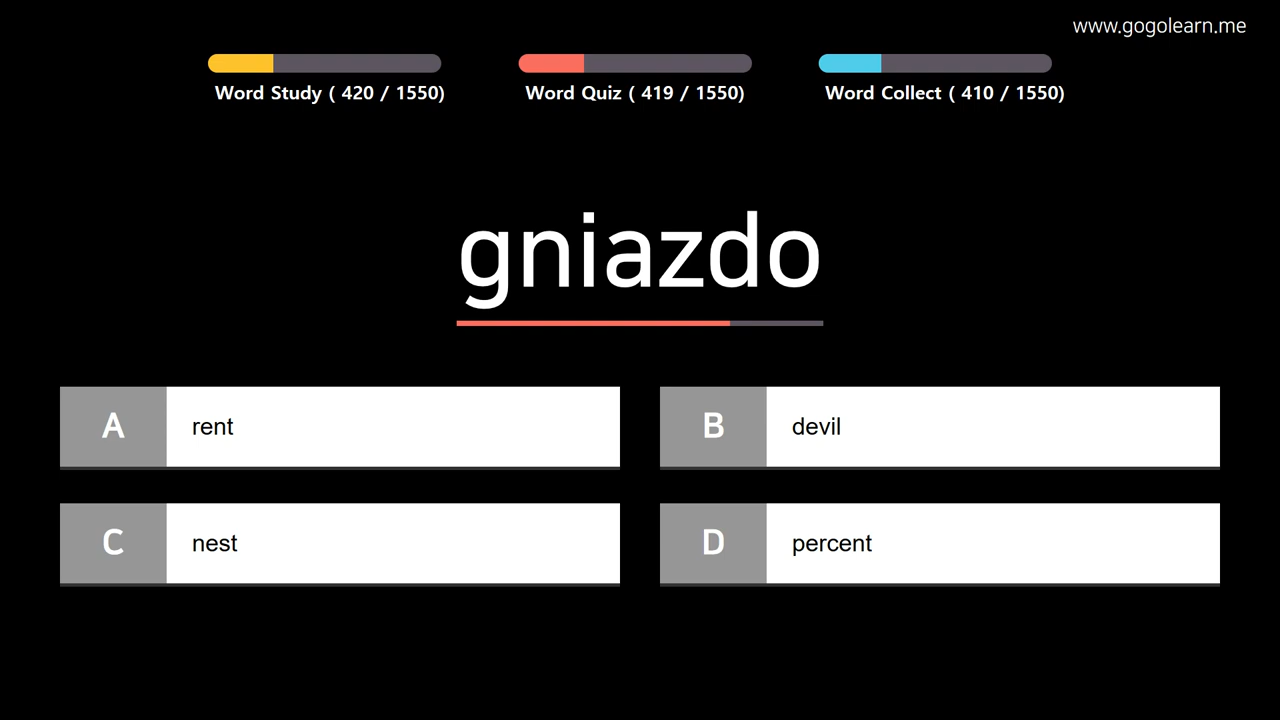 www.gogolearn.me
Word Study ( 420 / 1550)
Word Quiz ( 419 / 1550)
Word Collect ( 410 / 1550)
gniazdo
A rent
B devil
C nest
D percent